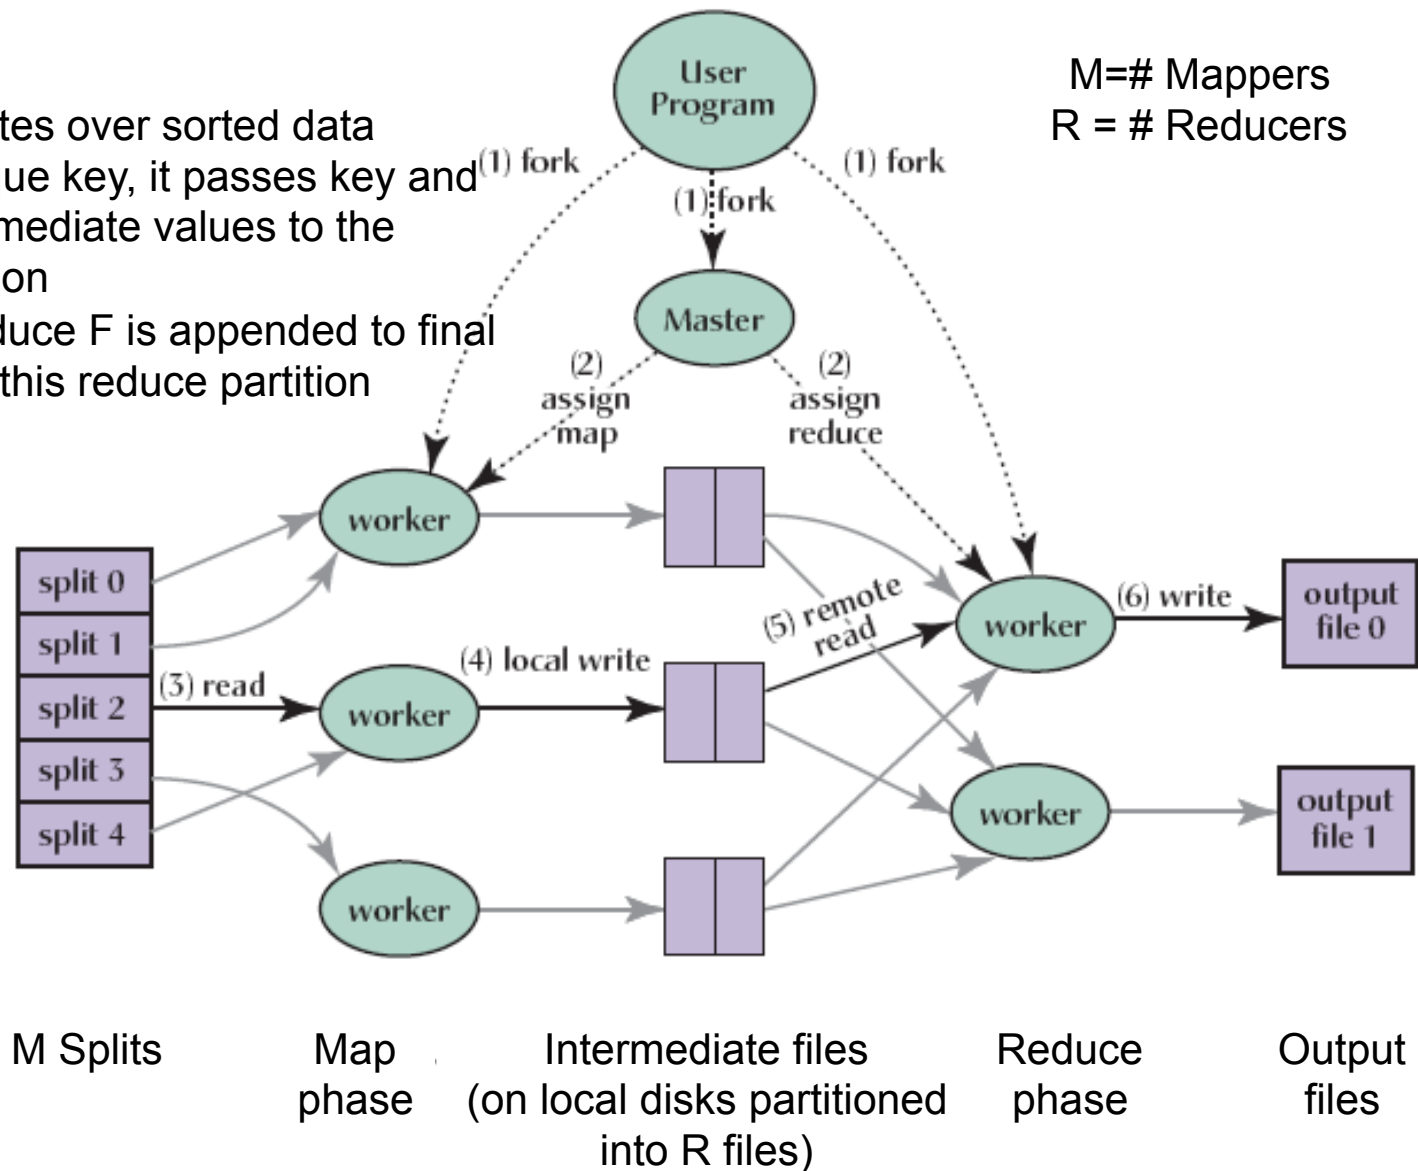 User
Program
M=# Mappers
R = # Reducers
tes over sorted data
ue key, it passes key and
mediate values to the
on
duce F is appended to final
this reduce partition
(1) fork
(1) fork
(1) fork
Master
(2)
assign
map
(2)
assign
reduce
worker
split 0
split 1
split 2
split 3
split 4
(3) read
worker
(4) local write
worker
(5) remote
read
worker
(6) write
output
file 0
worker
output
file 1
M Splits
Map
phase
Intermediate files
(on local disks partitioned
into R files)
Reduce
phase
Output
files